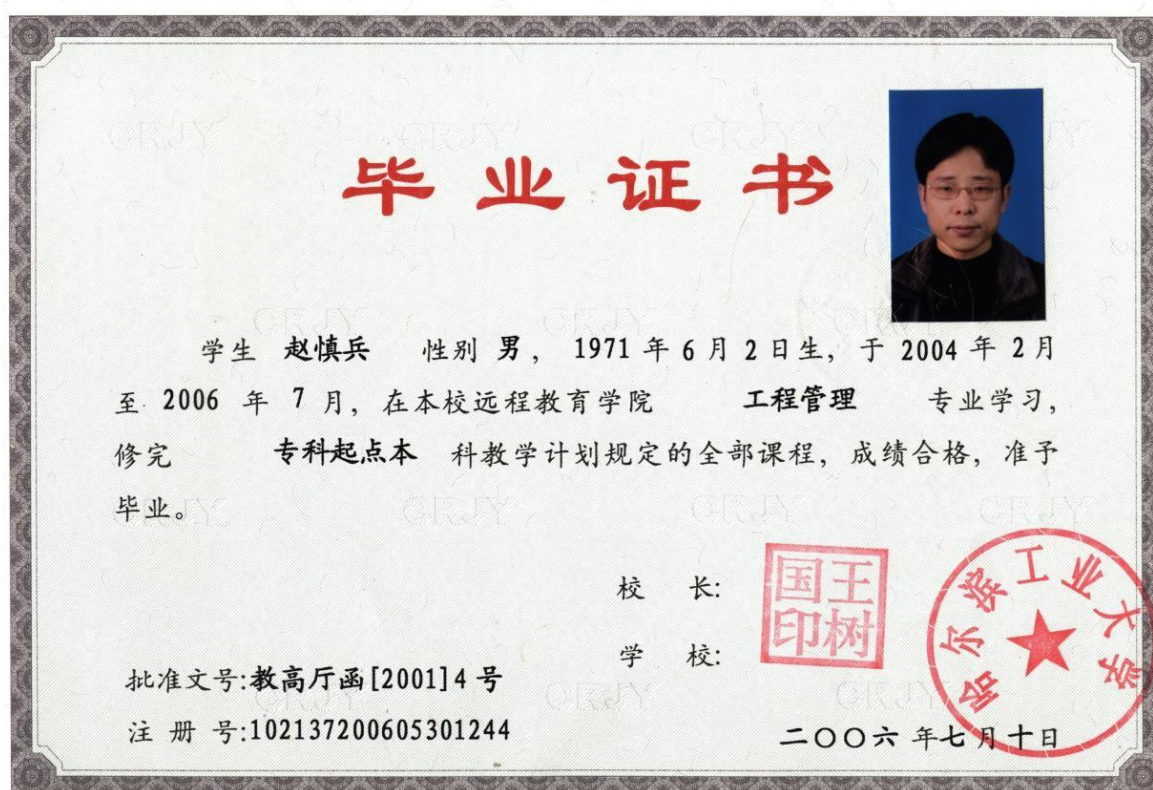 毕业证书
学生 赵慎兵 性别 男，1971 年 6 月 2 日生，于 2004 年 2 月
至 2006 年 7 月，在本校远程教育学院 工程管理 专业学习，
修完 专科起点本 科教学计划规定的全部课程，成绩合格，准予
毕业。
校 长：
国王印树
学 校：
哈尔滨工业大学
批准文号:教高厅函[2001]4 号
注 册 号:102137200605301244
二〇〇六 年七月十日
CRJY